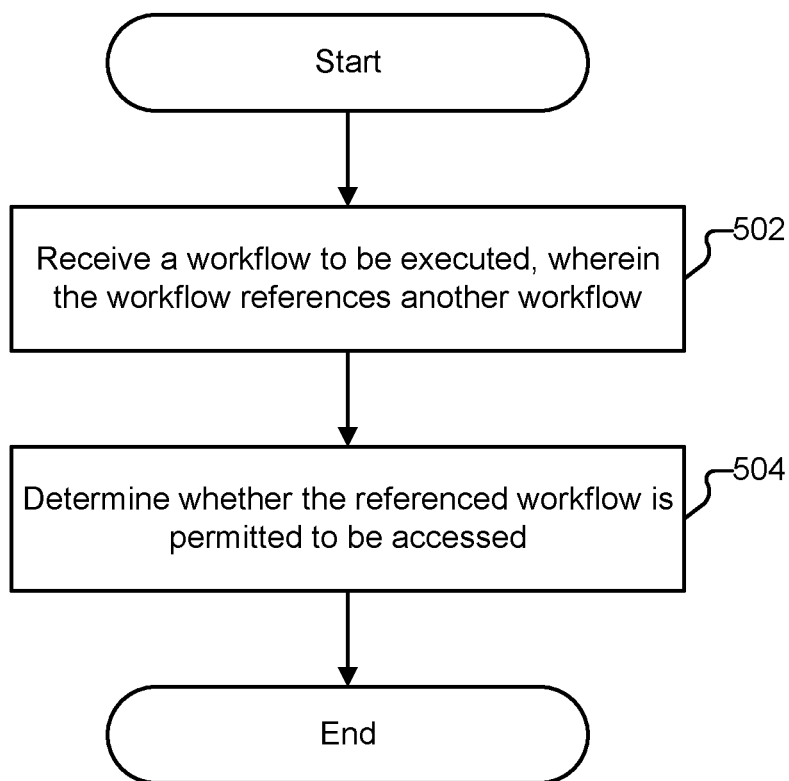 Start
502
Receive a workflow to be executed, wherein
the workflow references another workflow
504
Determine whether the referenced workflow is
permitted to be accessed
End